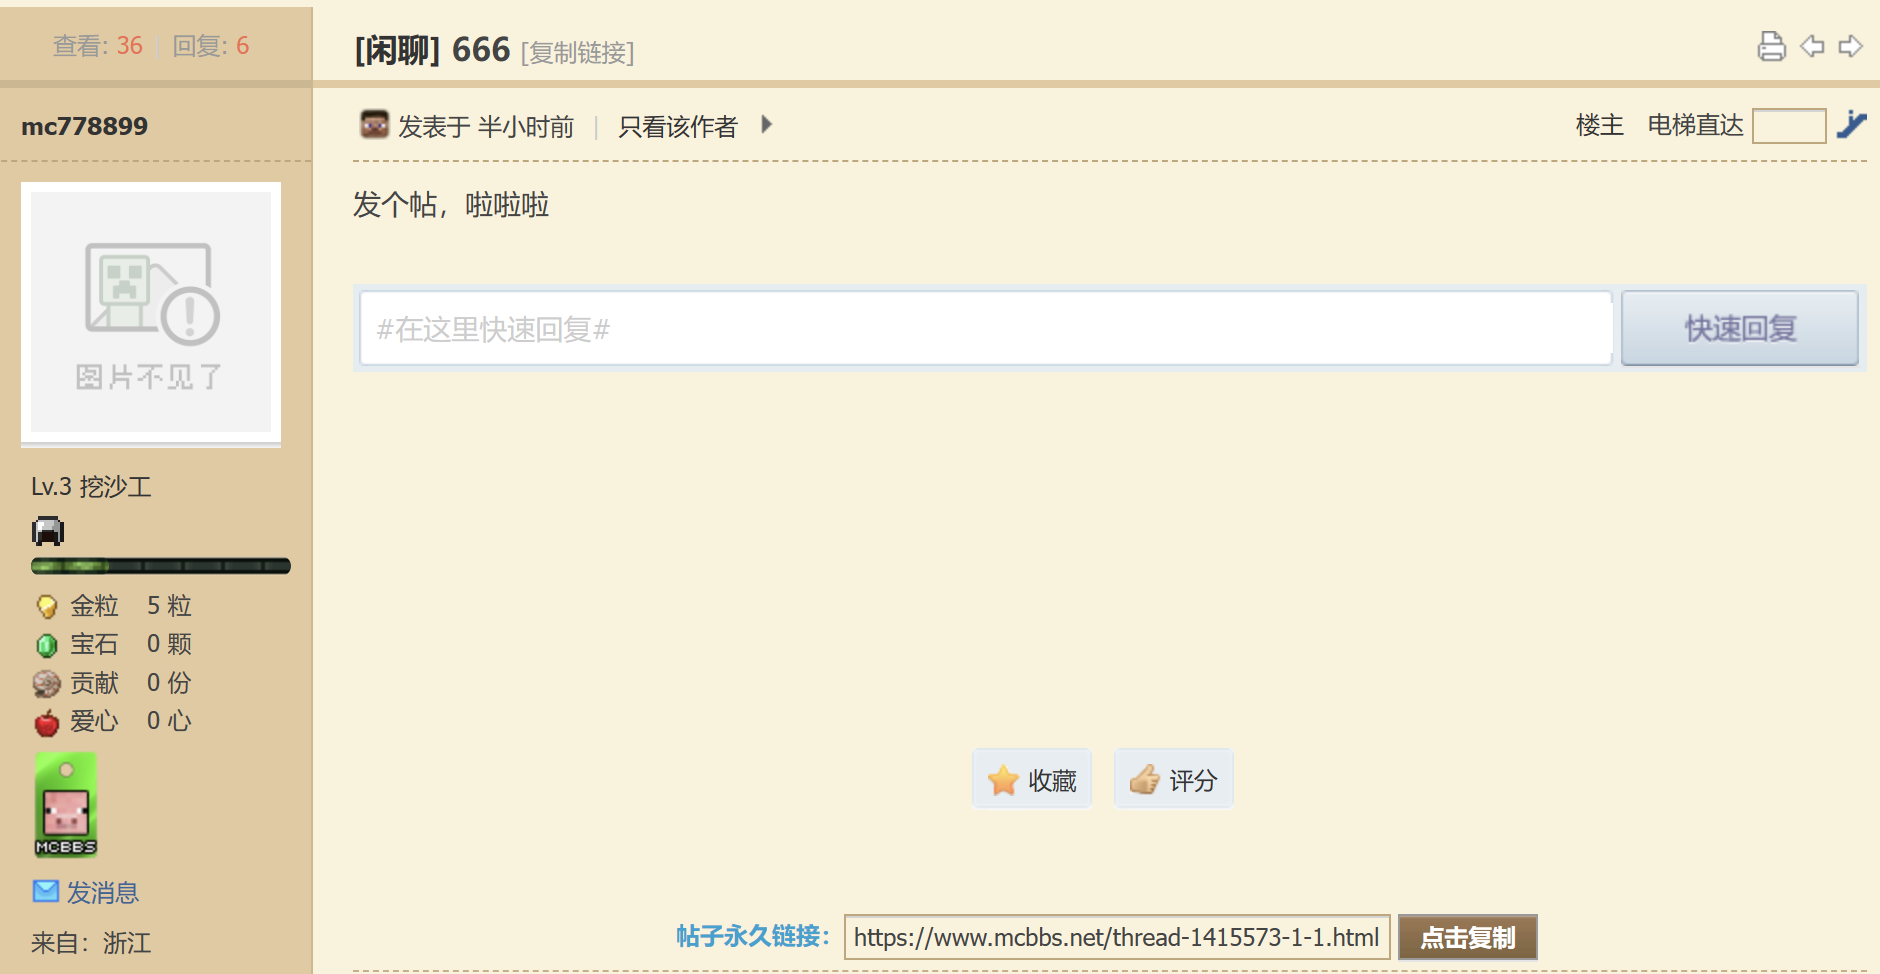 查看: 36 | 回复: 6
[闲聊] 666 [复制链接]
mc778899
发表于 半小时前 | 只看该作者
楼主 电梯直达
发个帖，啦啦啦
#在这里快速回复#
快速回复
图片不见了
Lv.3 挖沙工
金粒 5 粒
宝石 0 颗
贡献 0 份
爱心 0 心
MCBBS
发消息
来自：浙江
收藏
评分
帖子永久链接：
https://www.mcbbs.net/thread-1415573-1-1.html
点击复制